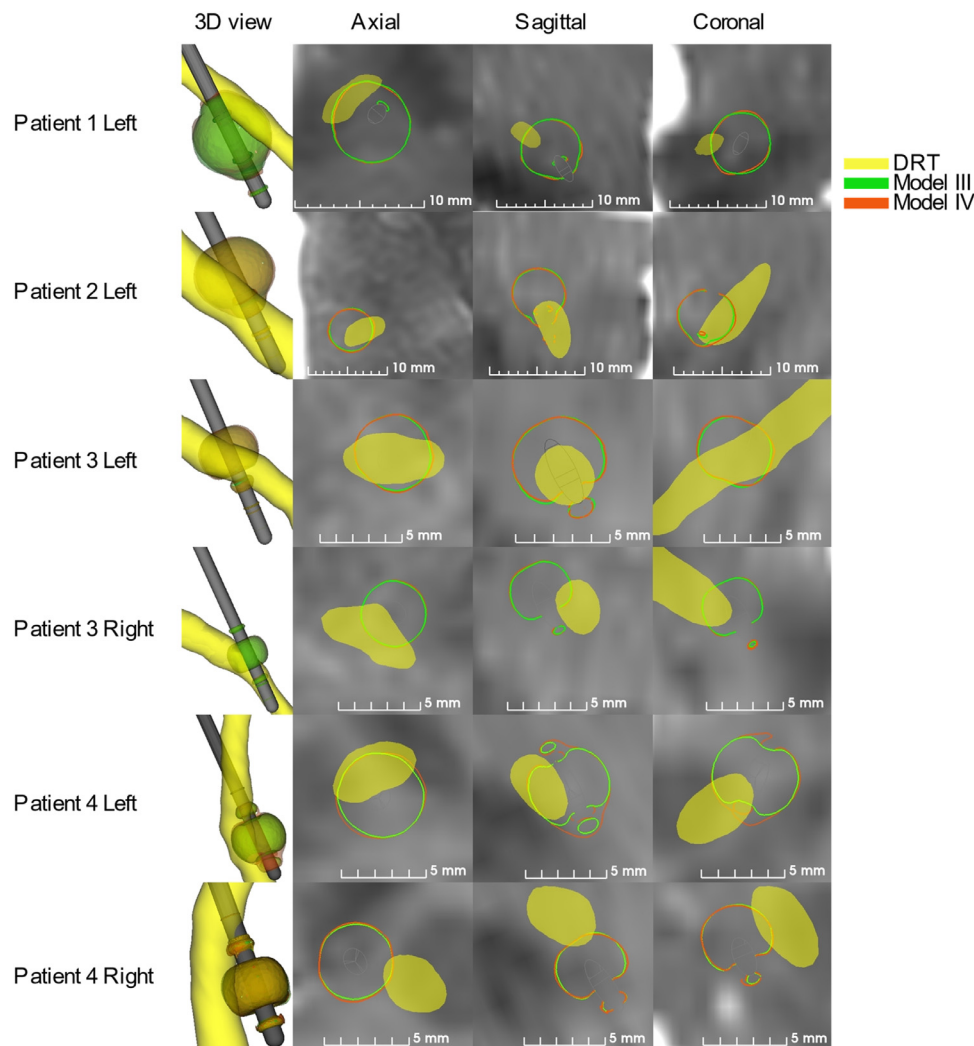 3D view Axial Sagittal Coronal
Patient 1 Left
10 mm 10 mm 10 mm
DRT
Model III
Model IV
Patient 2 Left
10 mm 10 mm 10 mm
Patient 3 Left
5 mm 5 mm 5 mm
Patient 3 Right
5 mm 5 mm 5 mm
Patient 4 Left
5 mm 5 mm 5 mm
Patient 4 Right
5 mm 5 mm 5 mm